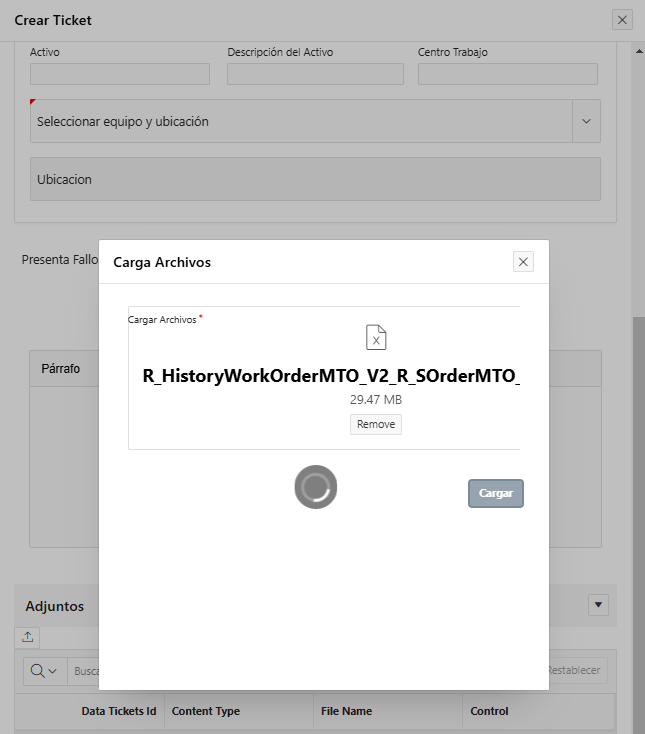 Crear Ticket
Activo
Descripción del Activo
Centro Trabajo
Seleccionar equipo y ubicación
Ubicacion
Presenta Fallo
Carga Archivos
Cargar Archivos *
X
R_HistoryWorkOrderMTO_V2_R_SOrderMTO_
29.47 MB
Remove
Cargar
Párrafo
Adjuntos
Busca
Restablecer
Data Tickets Id
Content Type
File Name
Control